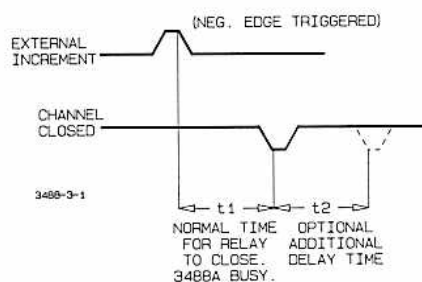 (NEG. EDGE TRIGGERED)
EXTERNAL
INCREMENT
CHANNEL
CLOSED
3488-3-1
t1
t2
NORMAL TIME
FOR RELAY
TO CLOSE.
3488A BUSY.
OPTIONAL
ADDITIONAL
DELAY TIME